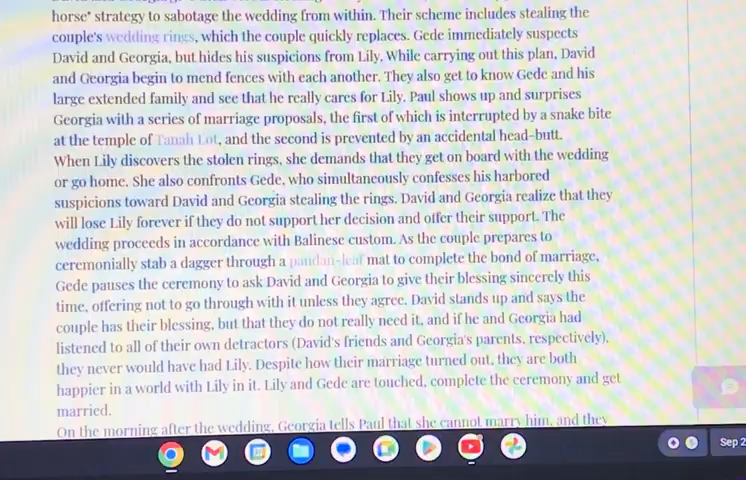 horse" strategy to sabotage the wedding from within. Their scheme includes stealing the
couple's wedding rings, which the couple quickly replaces. Gede immediately suspects
David and Georgia, but hides his suspicions from Lily. While carrying out this plan, David
and Georgia begin to mend fences with each another. They also get to know Gede and his
large extended family and see that he really cares for Lily. Paul shows up and surprises
Georgia with a series of marriage proposals, the first of which is interrupted by a snake bite
at the temple of Tanah Lot, and the second is prevented by an accidental head-butt.
When Lily discovers the stolen rings, she demands that they get on board with the wedding
or go home. She also confronts Gede, who simultaneously confesses his harbored
suspicions toward David and Georgia stealing the rings. David and Georgia realize that they
will lose Lily forever if they do not support her decision and offer their support. The
wedding proceeds in accordance with Balinese custom. As the couple prepares to
ceremonially stab a dagger through a pandan-leaf mat to complete the bond of marriage,
Gede pauses the ceremony to ask David and Georgia to give their blessing sincerely this
time, offering not to go through with it unless they agree. David stands up and says the
couple has their blessing, but that they do not really need it, and if he and Georgia had
listened to all of their own detractors (David's friends and Georgia's parents, respectively),
they never would have had Lily. Despite how their marriage turned out, they are both
happier in a world with Lily in it. Lily and Gede are touched, complete the ceremony and get
married.
On the morning after the wedding, Georgia tells Paul that she cannot marry him, and they
Sep 2